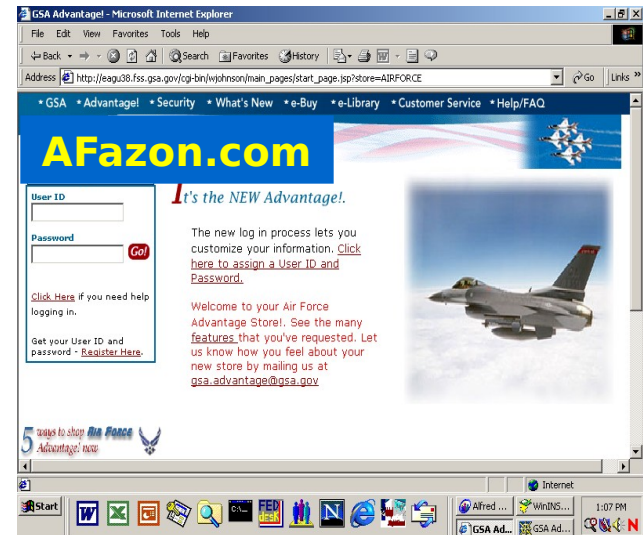 GSA Advantage! - Microsoft Internet Explorer
File Edit View Favorites Tools Help
Back Search Favorites History
Address http://eagu38.fss.gsa.gov/cgi-bin/wjohnson/main_pages/start_page.jsp?store=AIRFORCE Go Links »
* GSA * Advantage! * Security * What's New * e-Buy * e-Library * Customer Service * Help/FAQ
AFazon.com
User ID
Password
Go!
Click Here if you need help
logging in.
Get your User ID and
password - Register Here.
It's the NEW Advantage!.
The new log in process lets you
customize your information. Click
here to assign a User ID and
Password.
Welcome to your Air Force
Advantage Store!. See the many
features that you've requested. Let
us know how you feel about your
new store by mailing us at
gsa.advantage@gsa.gov
5 ways to shop AIR FORCE
Advantage! now
Internet
Start FED DESK Alfred ... WinINS... 1:07 PM
GSA Ad... GSA Ad...